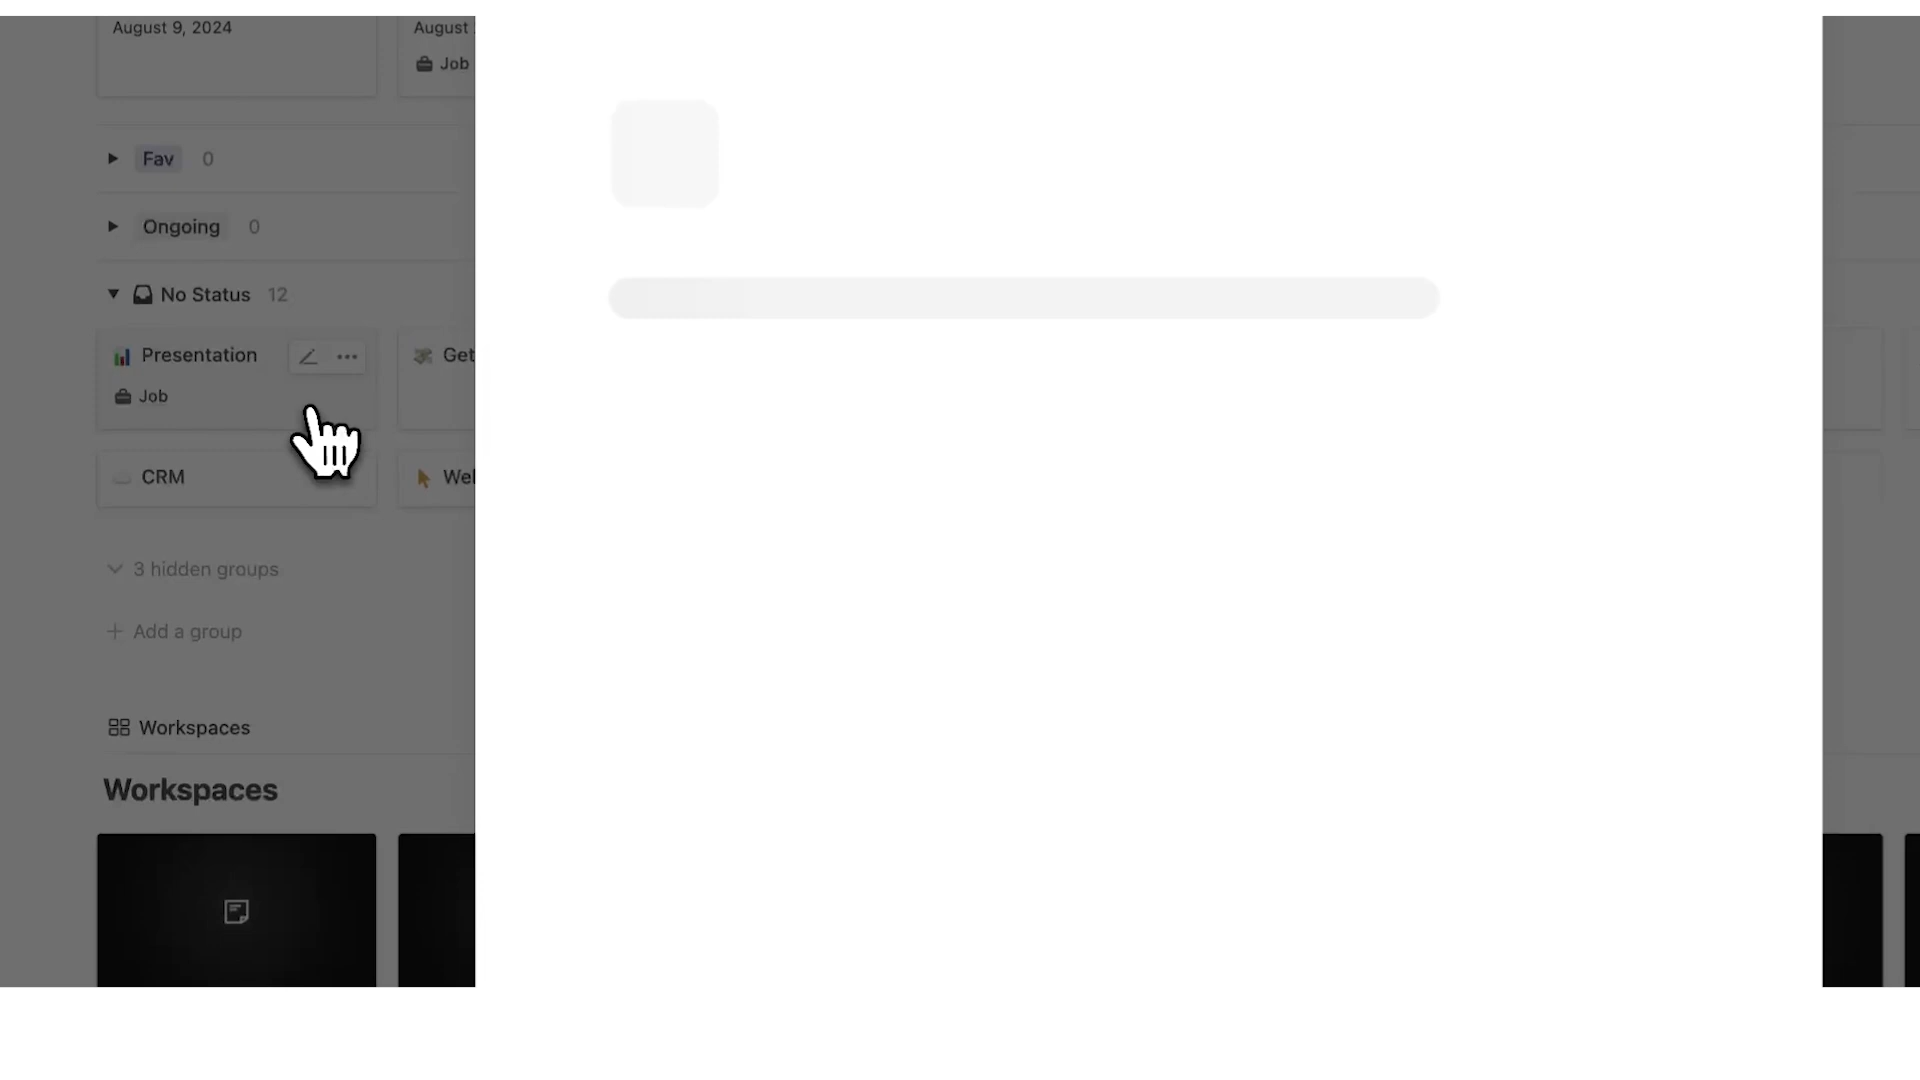 August 9, 2024
August
Job
Fav 0
Ongoing 0
No Status 12
Presentation
Get
Job
CRM
3 hidden groups
Add a group
Workspaces
Workspaces